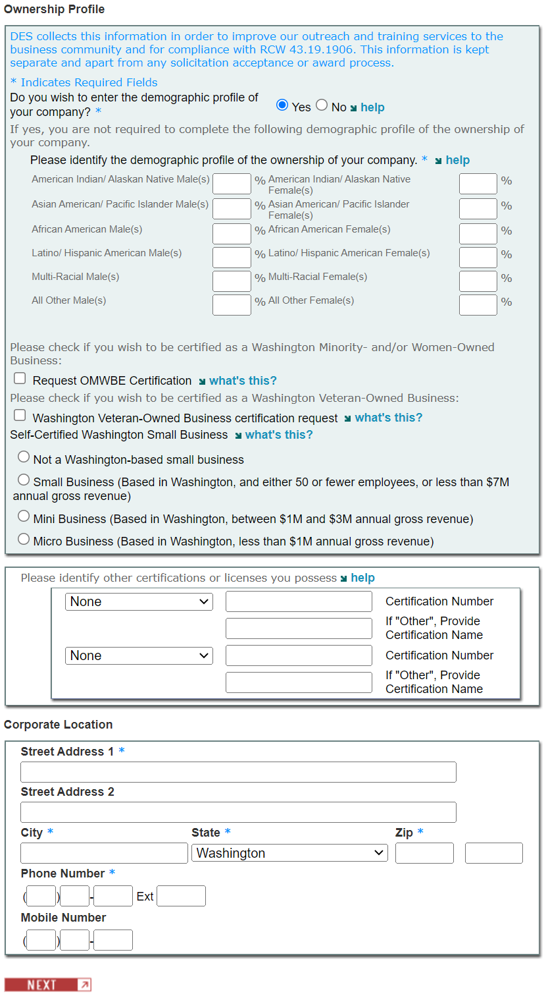 Ownership Profile
DES collects this information in order to improve our outreach and training services to the
business community and for compliance with RCW 43.19.1906. This information is kept
separate and apart from any solicitation acceptance or award process.
* Indicates Required Fields
Do you wish to enter the demographic profile of
your company? *
Yes No help
If yes, you are not required to complete the following demographic profile of the ownership of
your company.
Please identify the demographic profile of the ownership of your company. * help
American Indian/ Alaskan Native Male(s) % American Indian/ Alaskan Native
Female(s) %
Asian American/ Pacific Islander Male(s) % Asian American/ Pacific Islander
Female(s) %
African American Male(s) % African American Female(s) %
Latino/ Hispanic American Male(s) % Latino/ Hispanic American Female(s) %
Multi-Racial Male(s) % Multi-Racial Female(s) %
All Other Male(s) % All Other Female(s) %
Please check if you wish to be certified as a Washington Minority- and/or Women-Owned
Business:
Request OMWBE Certification what's this?
Please check if you wish to be certified as a Washington Veteran-Owned Business:
Washington Veteran-Owned Business certification request what's this?
Self-Certified Washington Small Business what's this?
Not a Washington-based small business
Small Business (Based in Washington, and either 50 or fewer employees, or less than $7M
annual gross revenue)
Mini Business (Based in Washington, between $1M and $3M annual gross revenue)
Micro Business (Based in Washington, less than $1M annual gross revenue)
Please identify other certifications or licenses you possess help
None Certification Number
If "Other", Provide
Certification Name
None Certification Number
If "Other", Provide
Certification Name
Corporate Location
Street Address 1 *
Street Address 2
City * State * Zip *
Washington
Phone Number *
( ) - Ext
Mobile Number
( ) -
NEXT